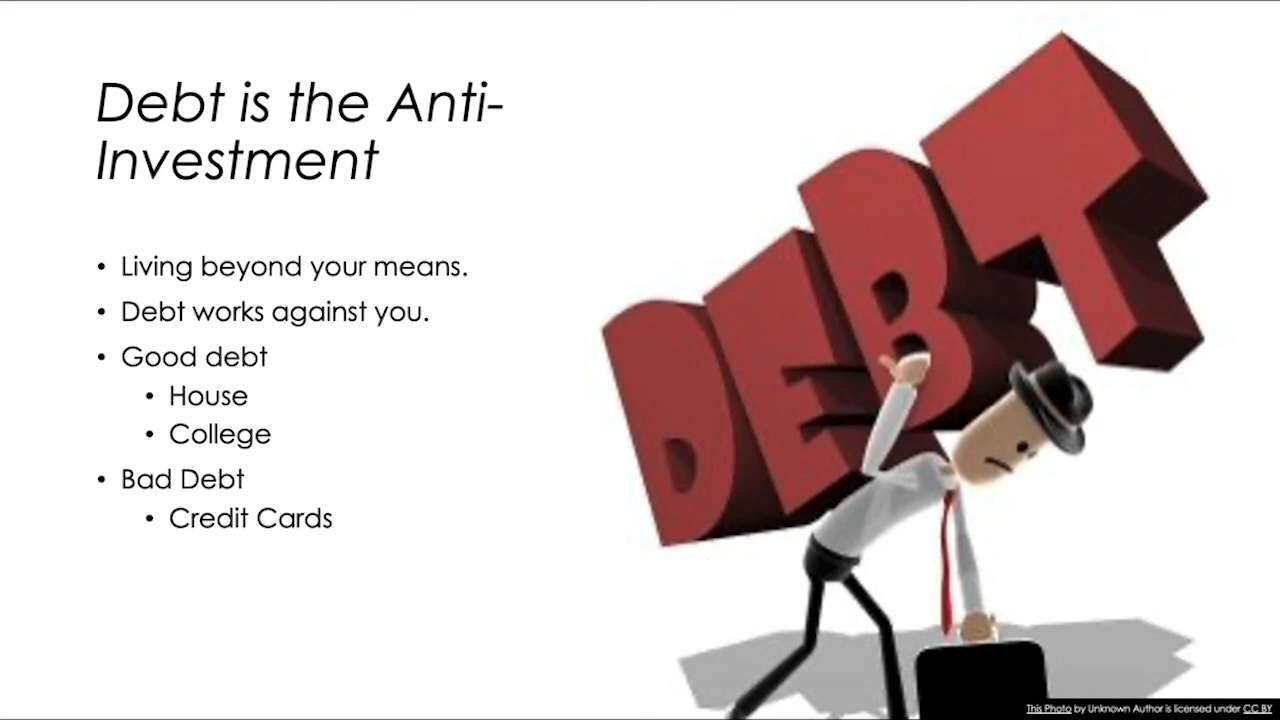 Debt is the Anti-
Investment
• Living beyond your means.
• Debt works against you.
• Good debt
• House
• College
• Bad Debt
• Credit Cards
DEBT
This Photo by Unknown Author is licensed under CC BY